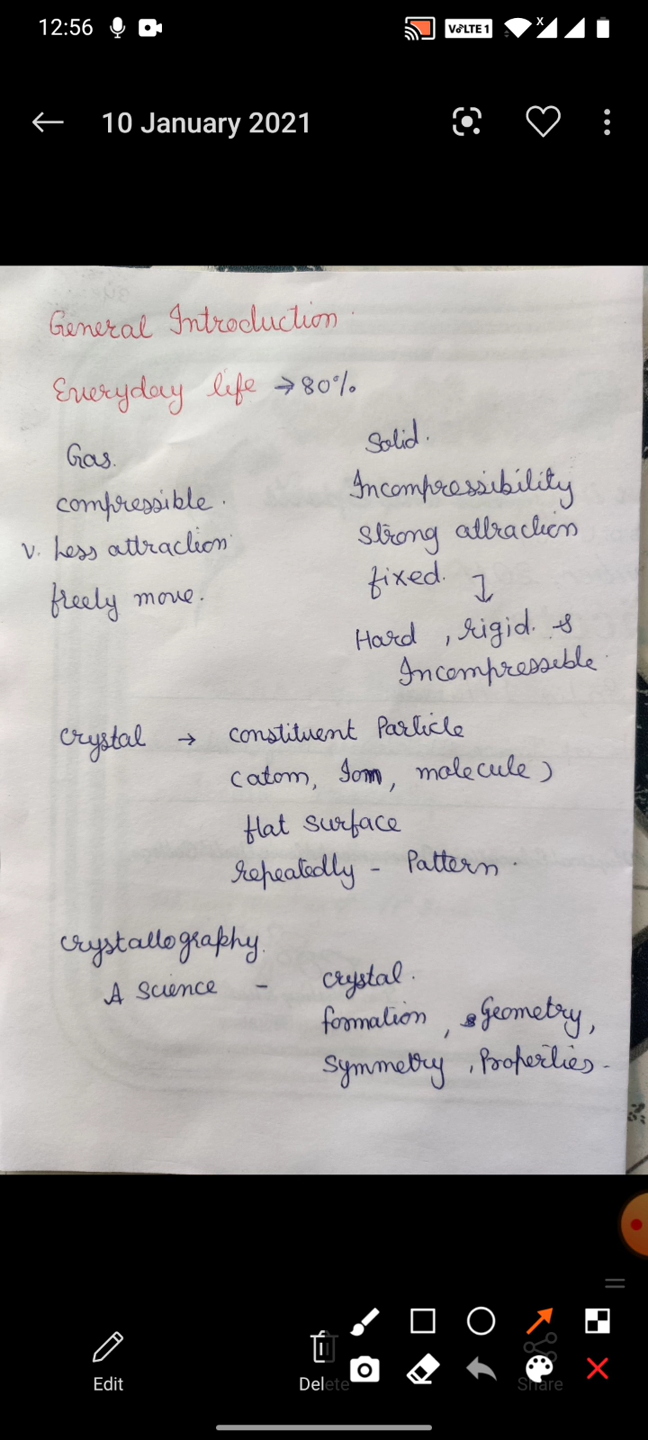 12:56
VoLTE 1
10 January 2021
General Introduction.
Everyday life → 80%
Gas.
compressible.
v. Less attraction
freely move.
Solid.
Incompressibility
Strong attraction
fixed.
Hard, rigid. &
Incompressible.
crystal → constituent Particle
(atom, Iom, molecule)
flat surface
repeatedly - Pattern.
crystallography.
A Science - crystal.
formation, Geometry,
Symmetry, Properties-
Edit
Delete
Share